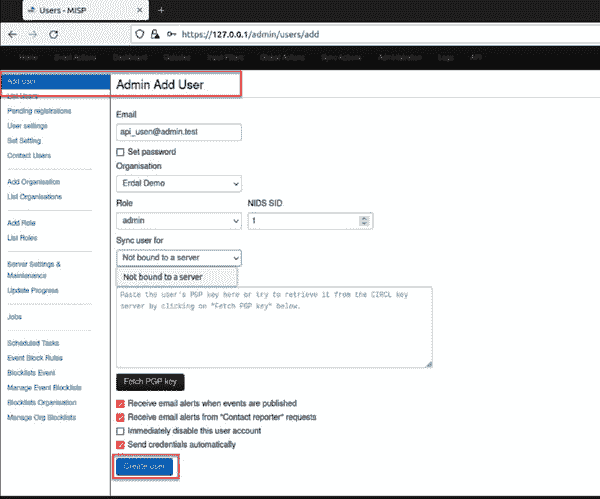 Users - MISP
https://127.0.0.1/admin/users/add
Home Event Actions Dashboard Galaxies Input Filters Global Actions Sync Actions Administration Logs API
Add User
List Users
Pending registrations
User settings
Set Setting
Contact Users
Add Organisation
List Organisations
Add Role
List Roles
Server Settings &
Maintenance
Update Progress
Jobs
Scheduled Tasks
Event Block Rules
Blocklists Event
Manage Event Blocklists
Blocklists Organisation
Manage Org Blocklists
Admin Add User
Email
api_user@admin.test
Set password
Organisation
Erdal Demo
Role NIDS SID
admin 1
Sync user for
Not bound to a server
Not bound to a server
Paste the user's PGP key here or try to retrieve it from the CIRCL key
server by clicking on "Fetch PGP key" below.
Fetch PGP key
Receive email alerts when events are published
Receive email alerts from "Contact reporter" requests
Immediately disable this user account
Send credentials automatically
Create user